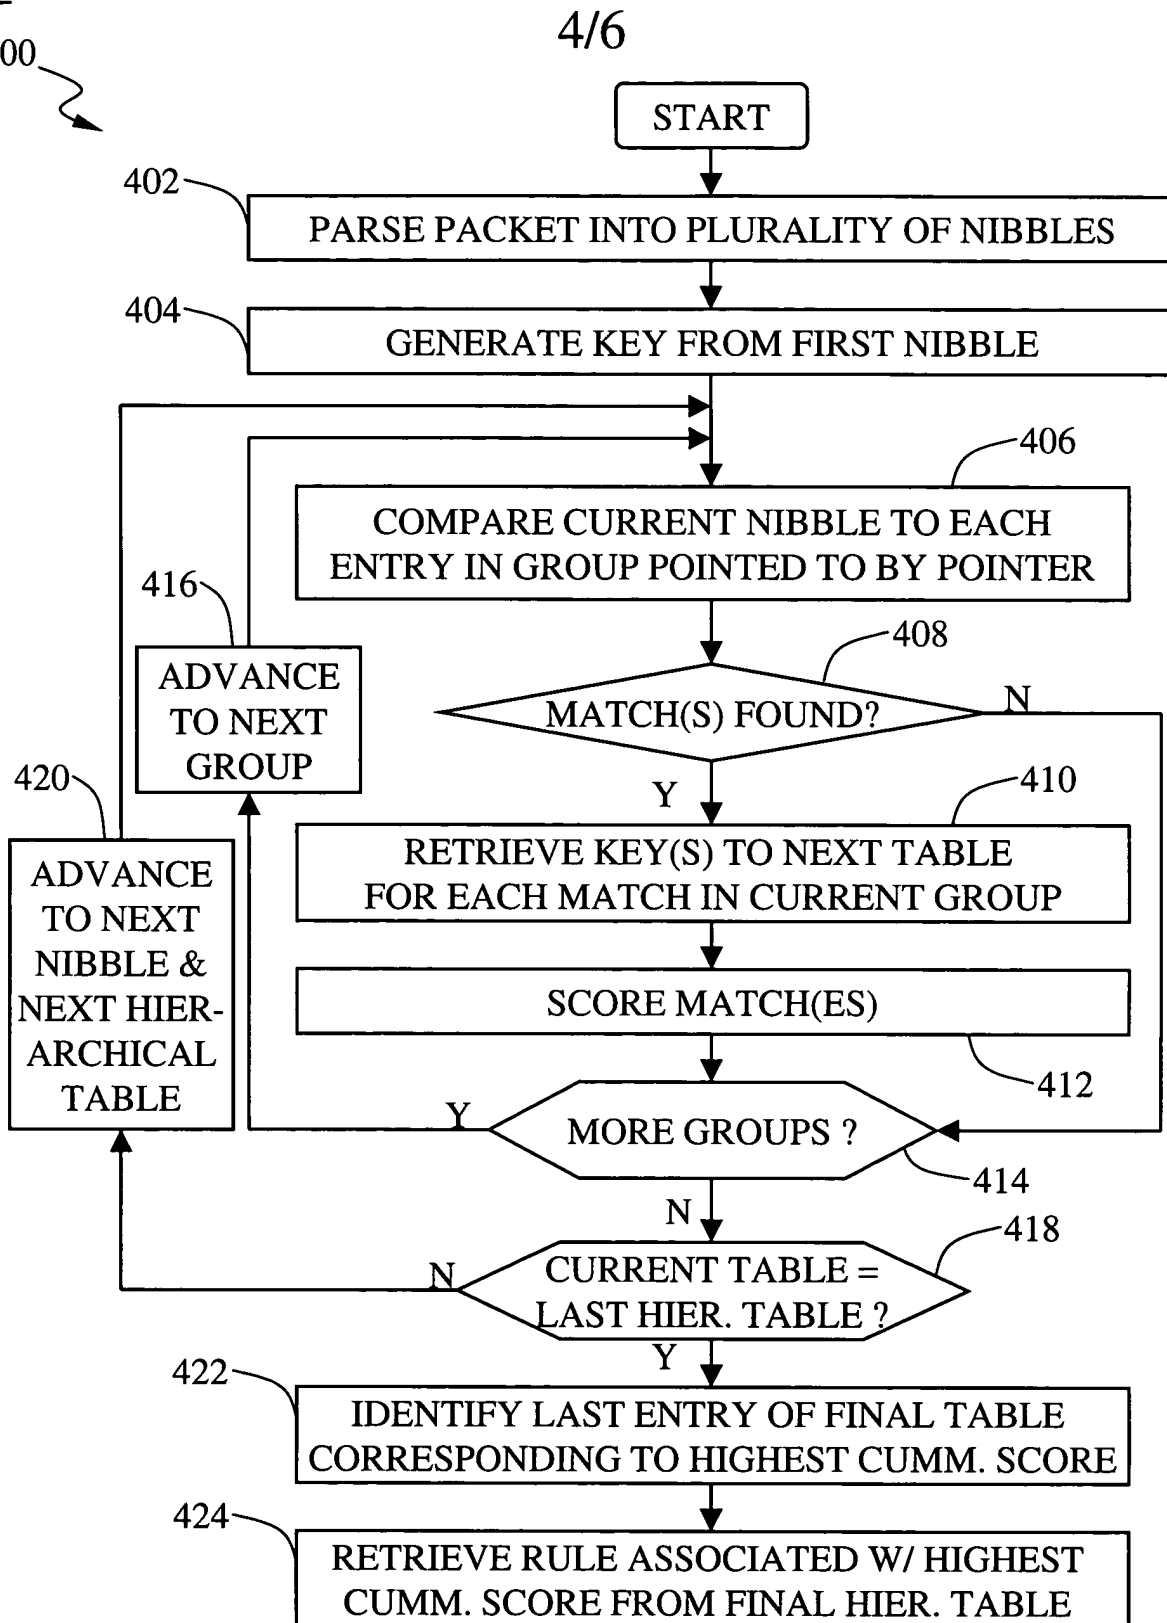 4/6
00
START
402
PARSE PACKET INTO PLURALITY OF NIBBLES
404
GENERATE KEY FROM FIRST NIBBLE
406
COMPARE CURRENT NIBBLE TO EACH
ENTRY IN GROUP POINTED TO BY POINTER
416
ADVANCE
TO NEXT
GROUP
408
MATCH(S) FOUND?
N
Y
420
ADVANCE
TO NEXT
NIBBLE &
NEXT HIER-
ARCHICAL
TABLE
410
RETRIEVE KEY(S) TO NEXT TABLE
FOR EACH MATCH IN CURRENT GROUP
SCORE MATCH(ES)
412
Y
MORE GROUPS ?
414
N
418
N
CURRENT TABLE =
LAST HIER. TABLE ?
Y
422
IDENTIFY LAST ENTRY OF FINAL TABLE
CORRESPONDING TO HIGHEST CUMM. SCORE
424
RETRIEVE RULE ASSOCIATED W/ HIGHEST
CUMM. SCORE FROM FINAL HIER. TABLE